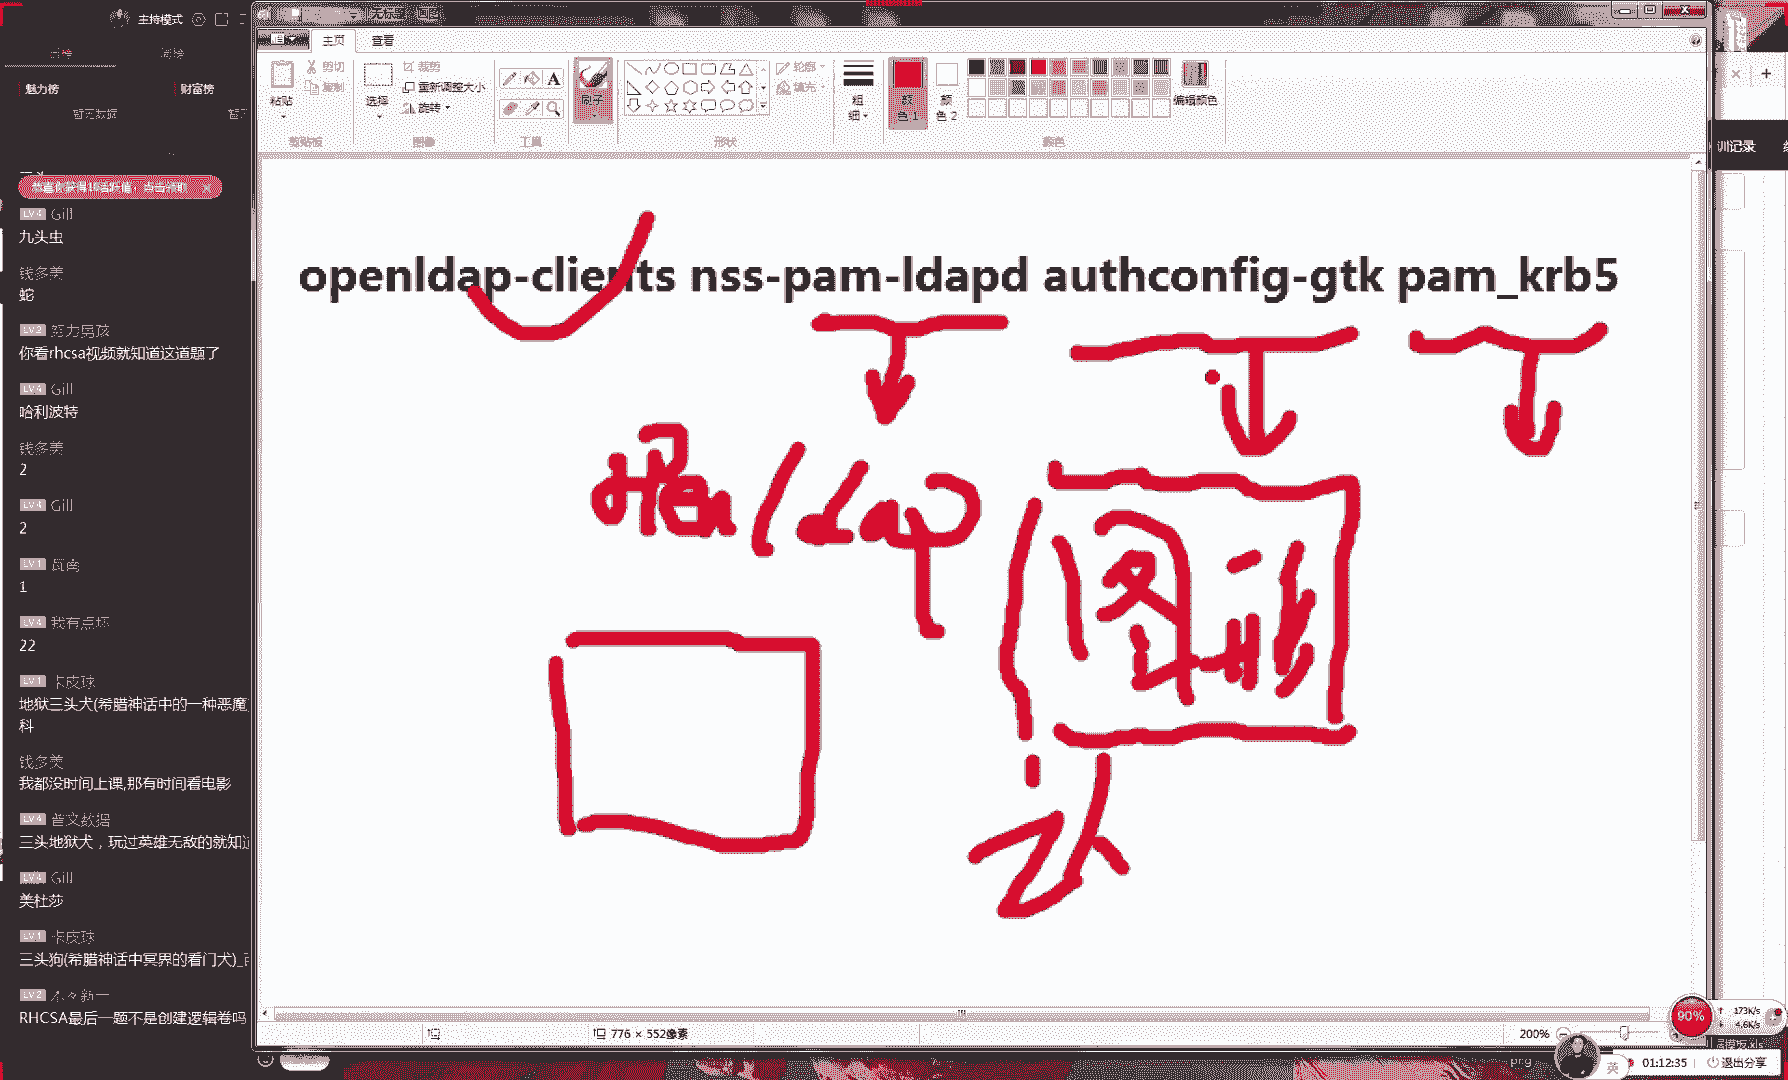 主持模式
魅力榜 财富榜
暂无数据
LV4 Gill
九头虫
钱多美
蛇
LV2 努力男孩
你看rhcsa视频就知道这道题了
LV4 Gill
哈利波特
钱多美
2
LV4 Gill
2
LV1
1
LV4 我有点坏
22
LV1 卡皮球
地狱三头犬(希腊神话中的一种恶魔
科
钱多美
我都没时间上课,那有时间看电影
LV4 普文数据
三头地狱犬，玩过英雄无敌的就知道
LV4 Gill
美杜莎
LV1 卡皮球
三头狗(希腊神话中冥界的看门犬)_百
LV2
RHCSA最后一题不是创建逻辑卷吗
主页 查看
粘贴 剪切 复制 剪贴板
选择 裁剪 重新调整大小 旋转 图像
A 工具
刷子
轮廓 填充 形状
粗细
颜色 1 颜色 2 编辑颜色 颜色
openldap-clients nss-pam-ldapd authconfig-gtk pam_krb5
ldap
图形
776 × 552像素
200%
训记录
90% 173K/s
4.6K/s
png
英 01:12:35 退出分享